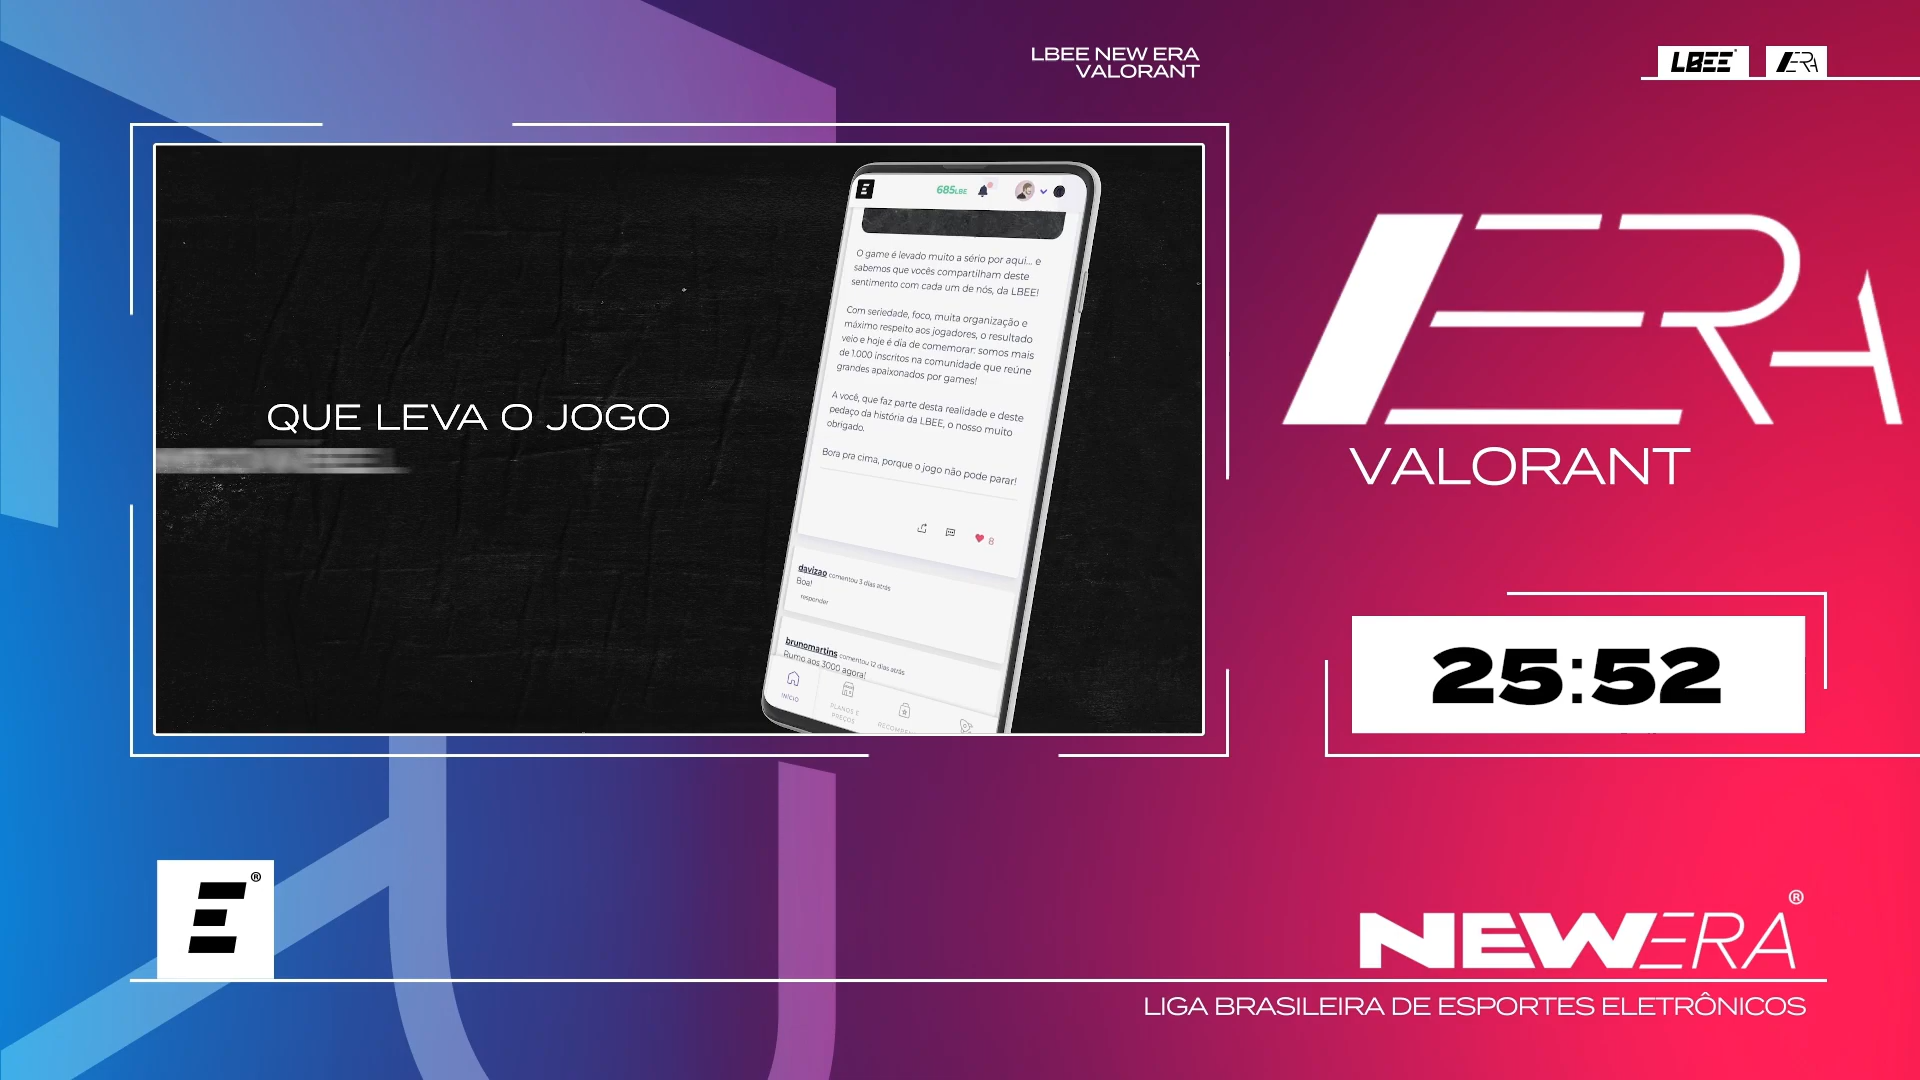 LBEE NEW ERA
VALORANT
LBEE
ERA
QUE LEVA O JOGO
E
685LBE
O game é levado muito a sério por aqui... e
sabemos que vocês compartilham deste
sentimento com cada um de nós, da LBEE!
Com seriedade, foco, muita organização e
máximo respeito aos jogadores, o resultado
veio e hoje é dia de comemorar: somos mais
de 1.000 inscritos na comunidade que reúne
grandes apaixonados por games!
A você, que faz parte desta realidade e deste
pedaço da história da LBEE, o nosso muito
obrigado.
Bora pra cima, porque o jogo não pode parar!
8
davizao comentou 3 dias atrás
Boa!
responder
brunomartins comentou 12 dias atrás
Rumo aos 3000 agora!
INÍCIO
PLANOS E
PREÇOS
ERA
VALORANT
25:52
E®
NEWERA®
LIGA BRASILEIRA DE ESPORTES ELETRÔNICOS